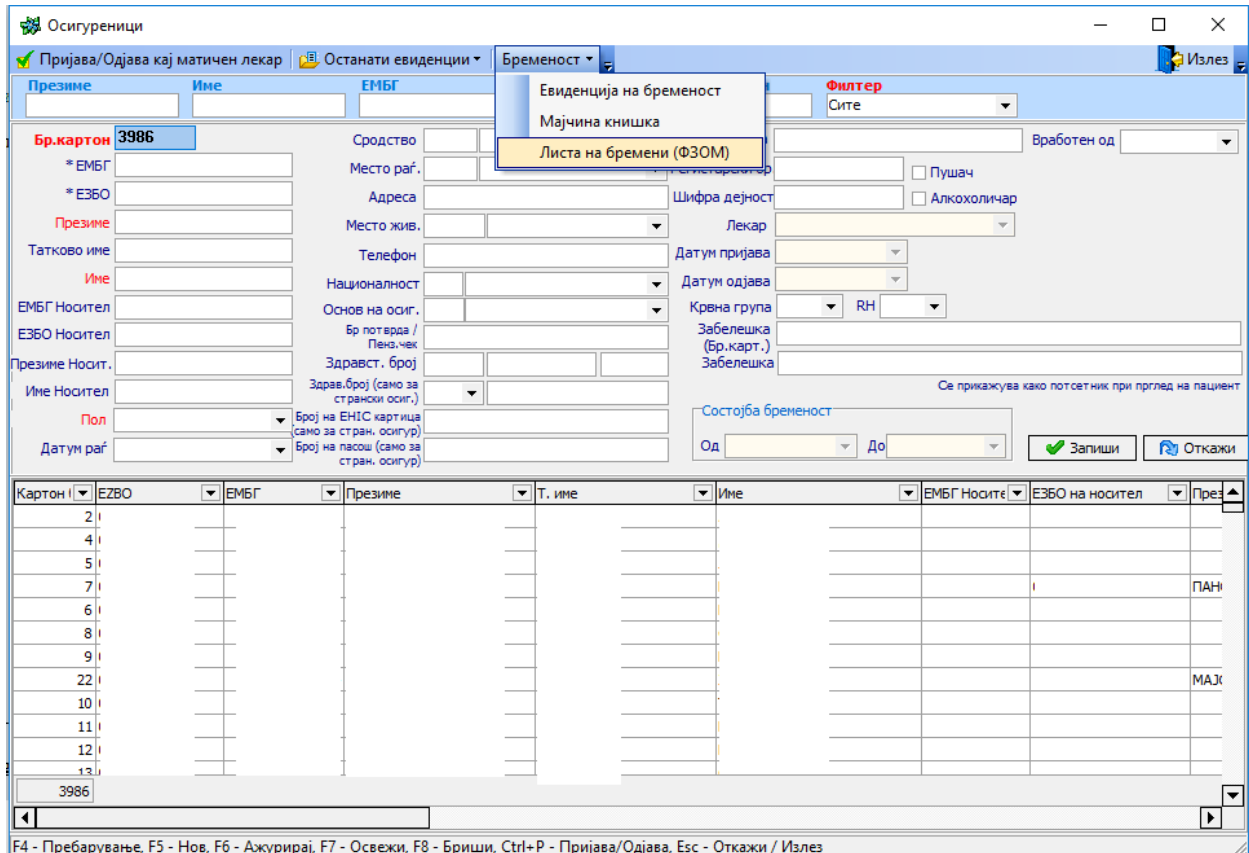 Осигуреници
Пријава/Одјава кај матичен лекар Останати евиденции Бременост Излез
Презиме Име ЕМБГ Филтер
Сите
Евиденција на бременост
Мајчина книшка
Листа на бремени (ФЗОМ)
Бр.картон 3986 Сродство Вработен од
* ЕМБГ Место раѓ. Пушач
* ЕЗБО Адреса Шифра дејност Алкохоличар
Презиме Место жив. Лекар
Татково име Телефон Датум пријава
Име Националност Датум одјава
ЕМБГ Носител Основ на осиг. Крвна група RH
ЕЗБО Носител Бр потврда / Пенз.чек Забелешка (Бр.карт.)
Презиме Носит. Здравст. број Забелешка
Име Носител Здрав.број (само за странски осиг.) Се прикажува како потсетник при прглед на пациент
Пол Број на EHIC картица (само за стран. осигур) Состојба бременост
Датум раѓ Број на пасош (само за стран. осигур) Од До Запиши Откажи
Картон EZBO ЕМБГ Презиме Т. име Име ЕМБГ Носите ЕЗБО на носител През
2
4
5
7 ПАН
6
8
9
22 МАЈ
10
11
12
13
3986
F4 - Пребарување, F5 - Нов, F6 - Ажурирај, F7 - Освежи, F8 - Бриши, Ctrl+P - Пријава/Одјава, Esc - Откажи / Излез